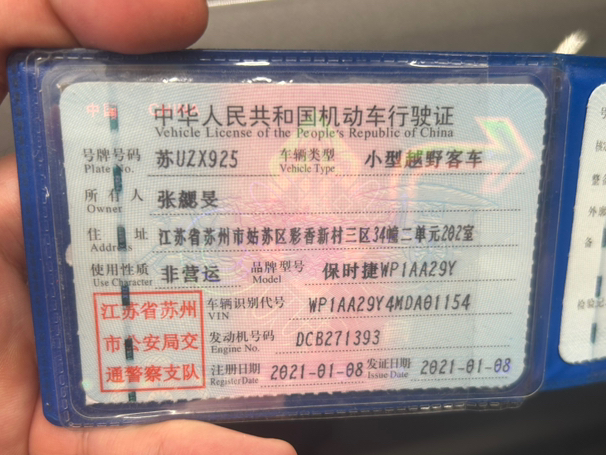 中华人民共和国机动车行驶证
Vehicle License of the People's Republic of China
号牌号码 苏UZX925 车辆类型 小型越野客车
Plate No. Vehicle Type
所有人 张勰旻
Owner
住址 江苏省苏州市姑苏区彩香新村三区34幢二单元202室
Address
使用性质 非营运 品牌型号 保时捷WP1AA29Y
Use Character Model
江苏省苏州
市公安局交
通警察支队
车辆识别代号 WP1AA29Y4MDA01154
VIN
发动机号码 DCB271393
Engine No.
注册日期 2021-01-08 发证日期 2021-01-08
Register Date Issue Date